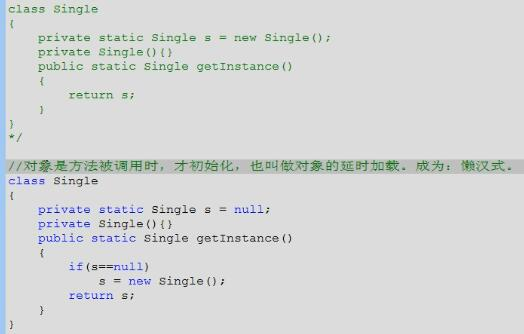 class Single
{
    private static Single s = new Single();
    private Single(){}
    public static Single getInstance()
    {
        return s;
    }
}
*/
//对象是方法被调用时，才初始化，也叫做对象的延时加载。成为：懒汉式。
class Single
{
    private static Single s = null;
    private Single(){}
    public static Single getInstance()
    {
        if(s==null)
            s = new Single();
        return s;
    }
}